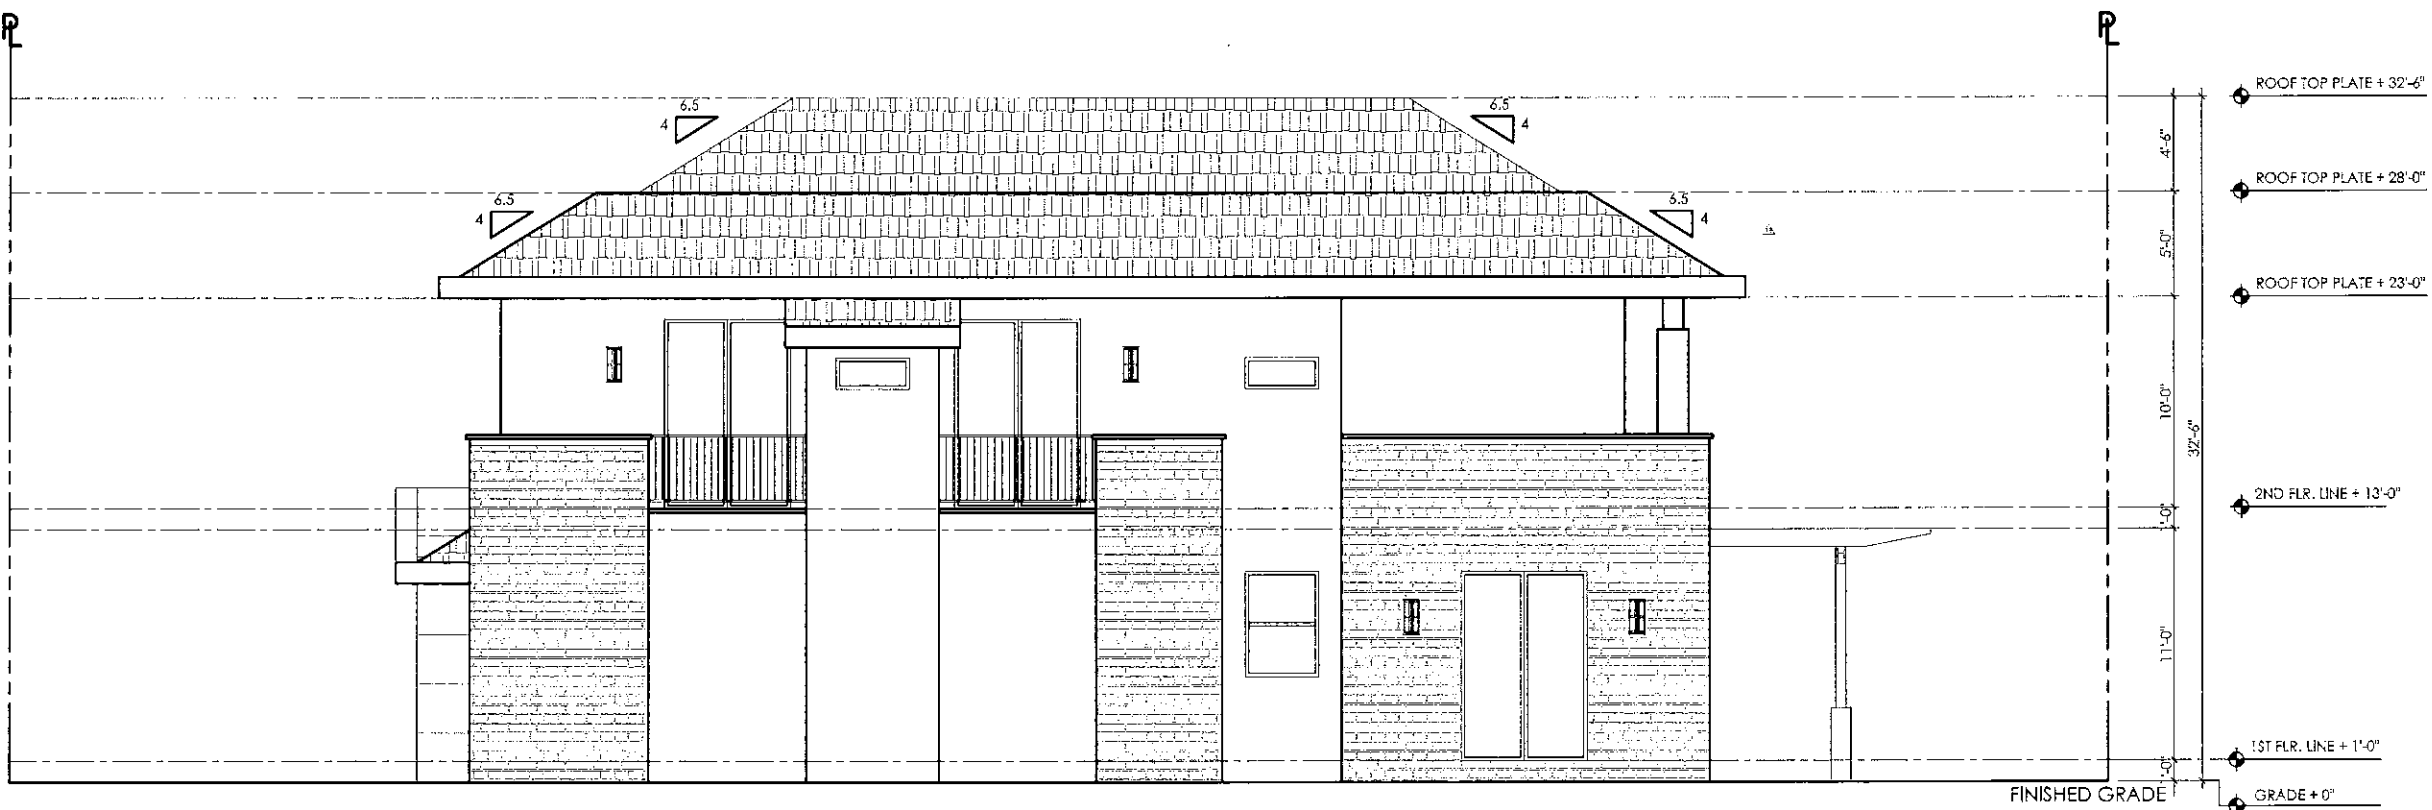 PL
PL
ROOF TOP PLATE + 32'-6"
6.5
4
6.5
4
4'-6"
ROOF TOP PLATE + 28'-0"
6.5
4
6.5
4
5'-0"
ROOF TOP PLATE + 23'-0"
10'-0"
32'-6"
2ND FLR. LINE + 13'-0"
1'-0"
11'-0"
1ST FLR. LINE + 1'-0"
1'-0"
FINISHED GRADE
GRADE + 0"